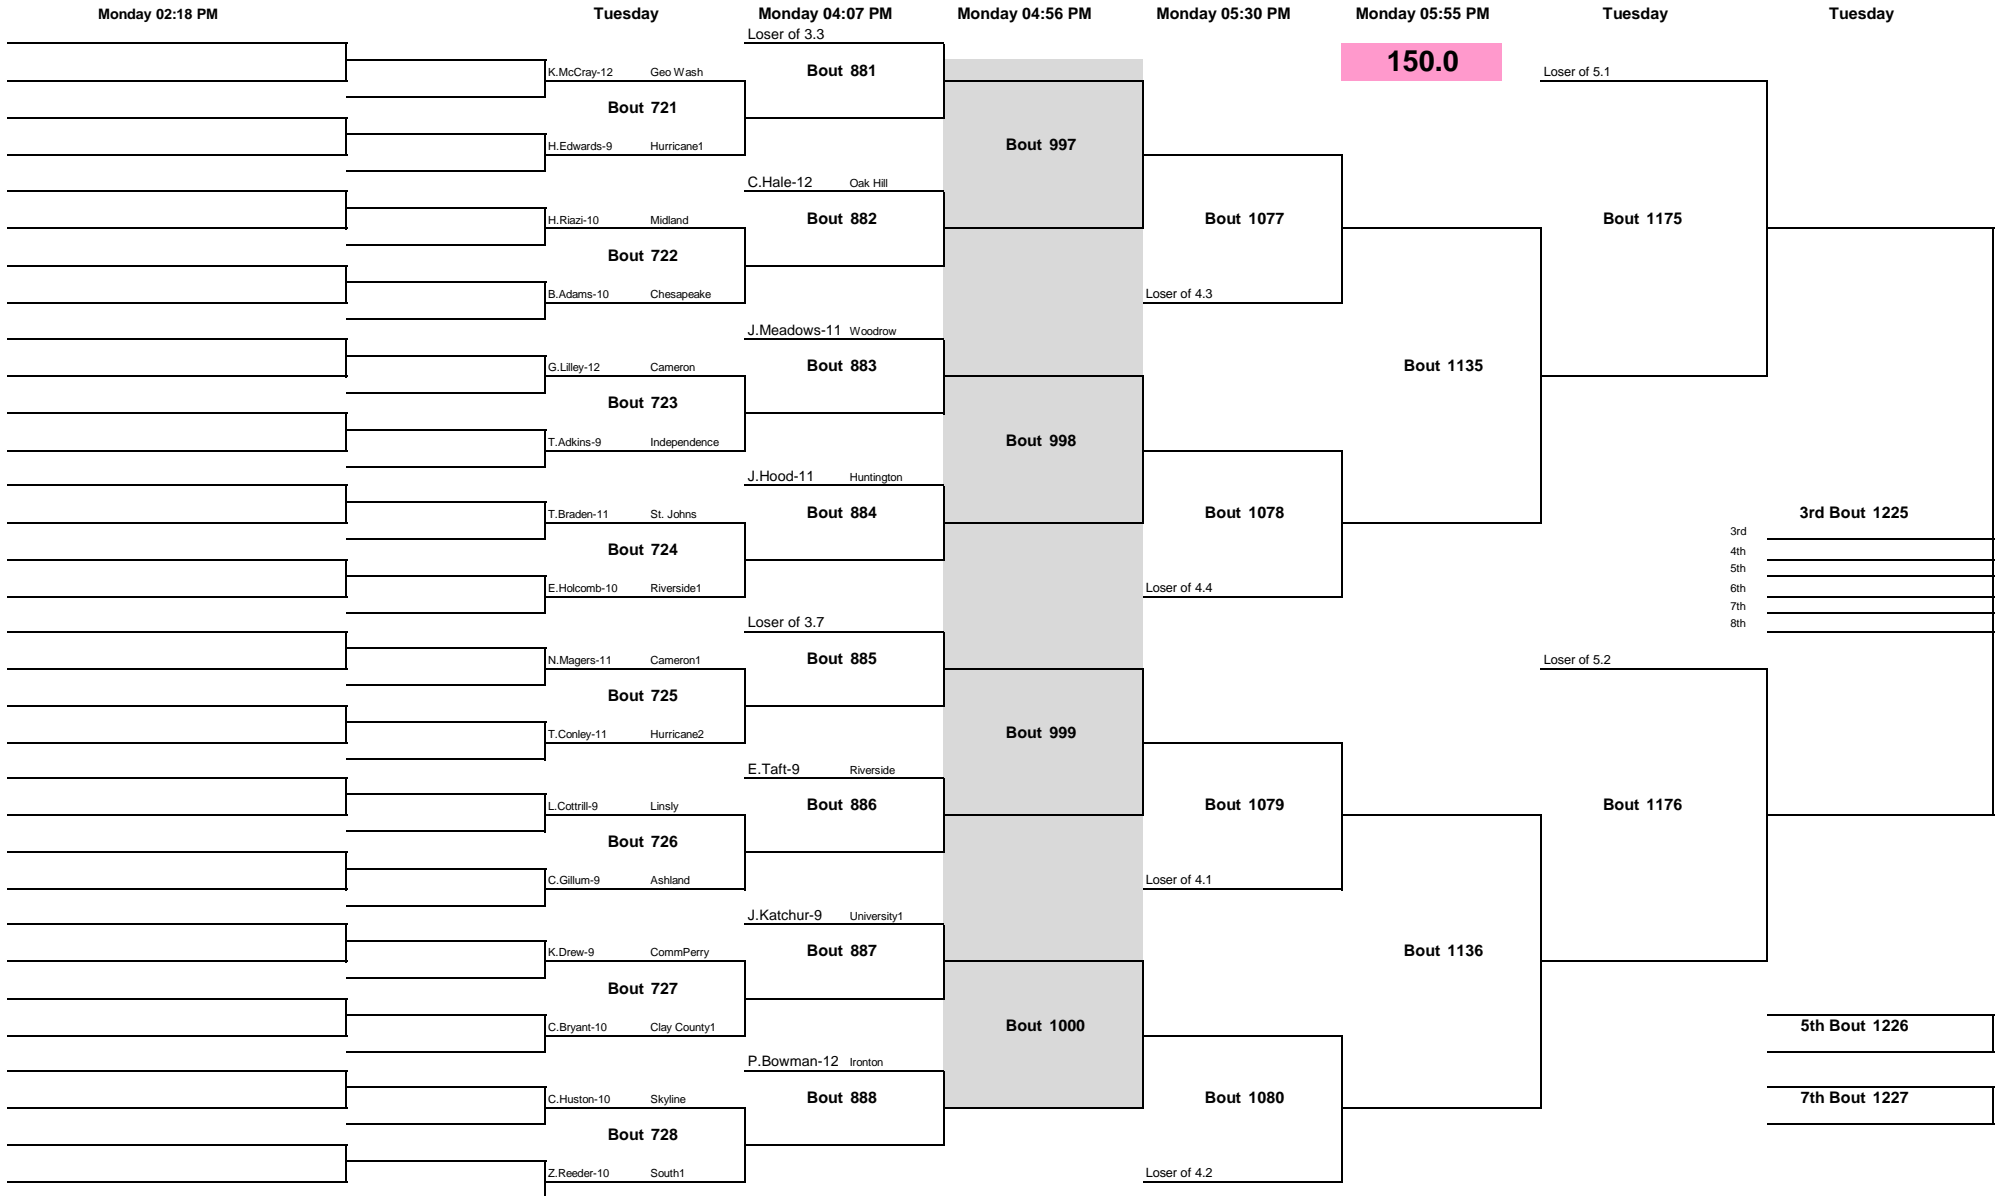 Monday 02:18 PM Tuesday Monday 04:07 PM Monday 04:56 PM Monday 05:30 PM Monday 05:55 PM Tuesday Tuesday
Loser of 3.3
150.0
K.McCray-12 Geo Wash Bout 881 Loser of 5.1
Bout 721
H.Edwards-9 Hurricane1 Bout 997
C.Hale-12 Oak Hill
H.Riazi-10 Midland Bout 882 Bout 1077 Bout 1175
Bout 722
B.Adams-10 Chesapeake Loser of 4.3
J.Meadows-11 Woodrow
G.Lilley-12 Cameron Bout 883 Bout 1135
Bout 723
T.Adkins-9 Independence Bout 998
J.Hood-11 Huntington
T.Braden-11 St. Johns Bout 884 Bout 1078 3rd Bout 1225
3rd
Bout 724 4th
5th
E.Holcomb-10 Riverside1 Loser of 4.4 6th
7th
Loser of 3.7 8th
N.Magers-11 Cameron1 Bout 885 Loser of 5.2
Bout 725
T.Conley-11 Hurricane2 Bout 999
E.Taft-9 Riverside
L.Cottrill-9 Linsly Bout 886 Bout 1079 Bout 1176
Bout 726
C.Gillum-9 Ashland Loser of 4.1
J.Katchur-9 University1
K.Drew-9 CommPerry Bout 887 Bout 1136
Bout 727
C.Bryant-10 Clay County1 Bout 1000 5th Bout 1226
P.Bowman-12 Ironton
C.Huston-10 Skyline Bout 888 Bout 1080 7th Bout 1227
Bout 728
Z.Reeder-10 South1 Loser of 4.2